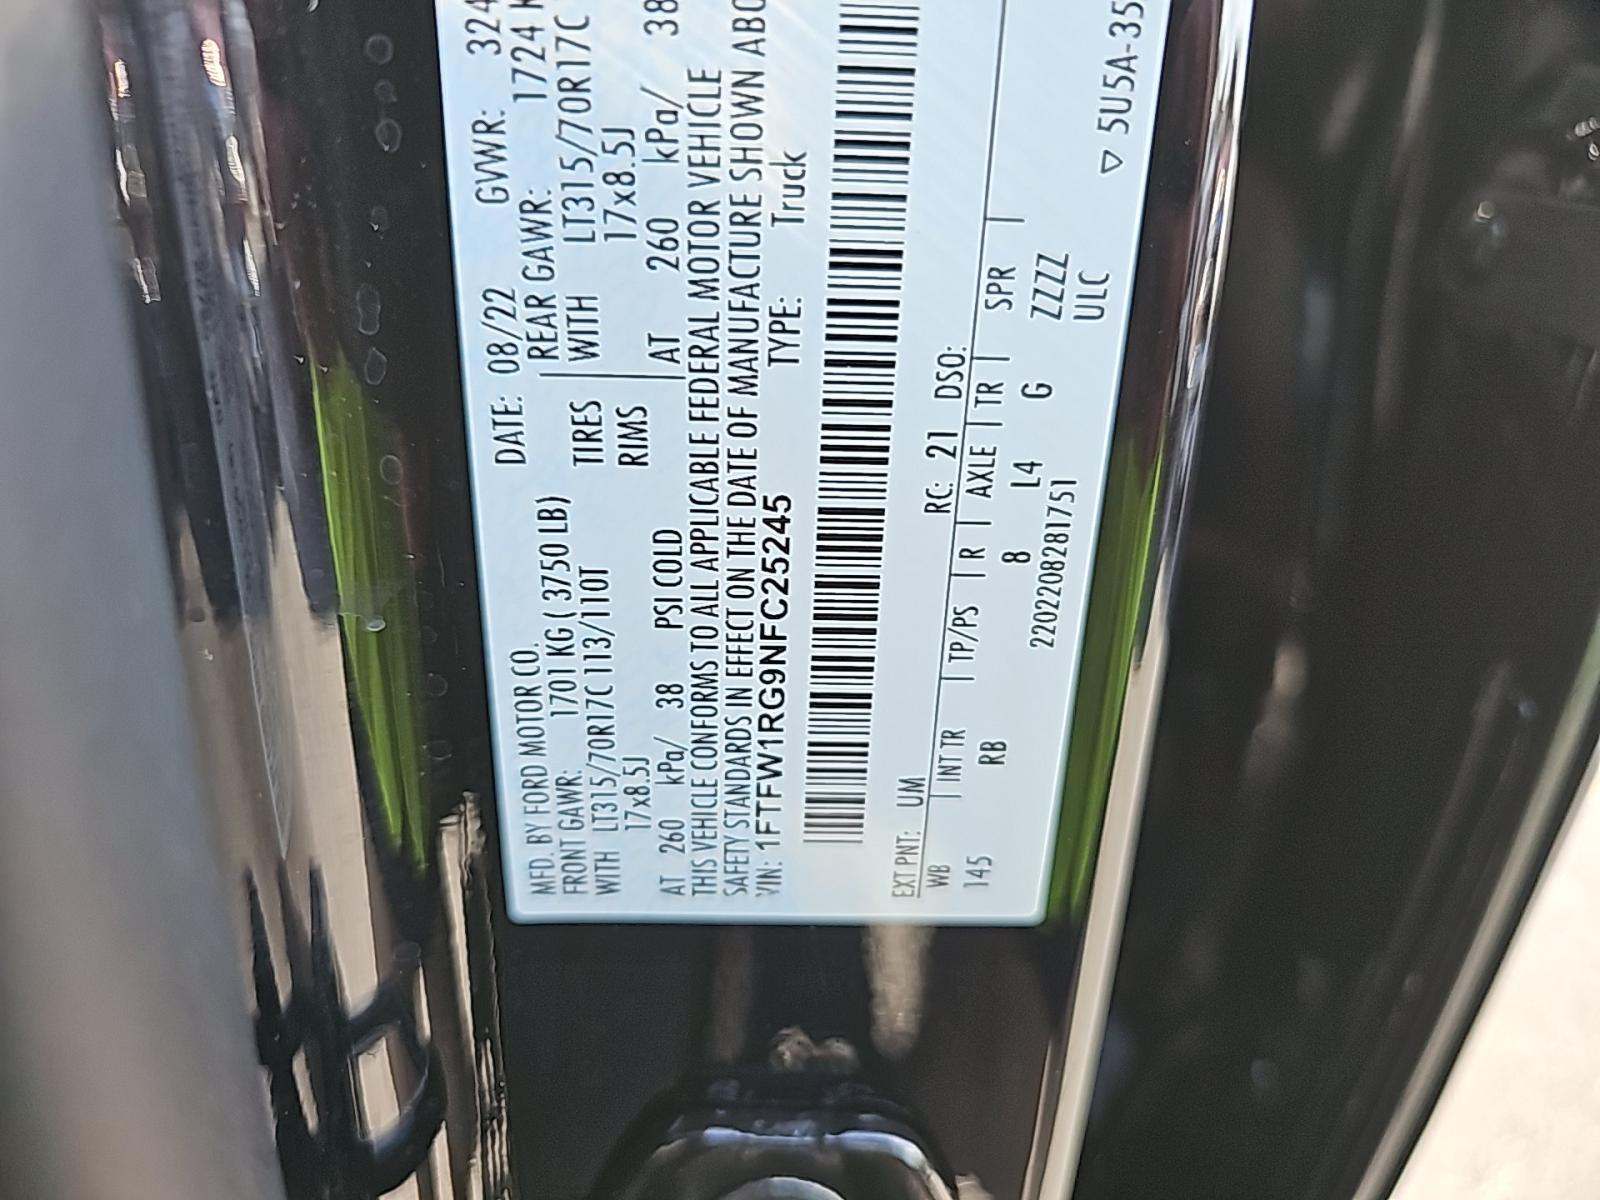 MFD. BY FORD MOTOR CO.
DATE: 08/22 GVWR: 324
FRONT GAWR: 1701 KG ( 3750 LB) REAR GAWR: 1724 K
WITH LT315/70R17C 113/110T TIRES WITH LT315/70R17C
17x8.5J RIMS 17x8.5J
AT 260 kPa/ 38 PSI COLD AT 260 kPa/ 38
THIS VEHICLE CONFORMS TO ALL APPLICABLE FEDERAL MOTOR VEHICLE
SAFETY STANDARDS IN EFFECT ON THE DATE OF MANUFACTURE SHOWN ABO
VIN: 1FTFW1RG9NFC25245 TYPE: Truck
EXT PNT: UM RC: 21 DSO:
WB | INT TR | TP/PS | R | AXLE | TR | SPR |
145 RB 8 L4 G ZZZZ
2202208281751 ULC
▽ 5U5A-35